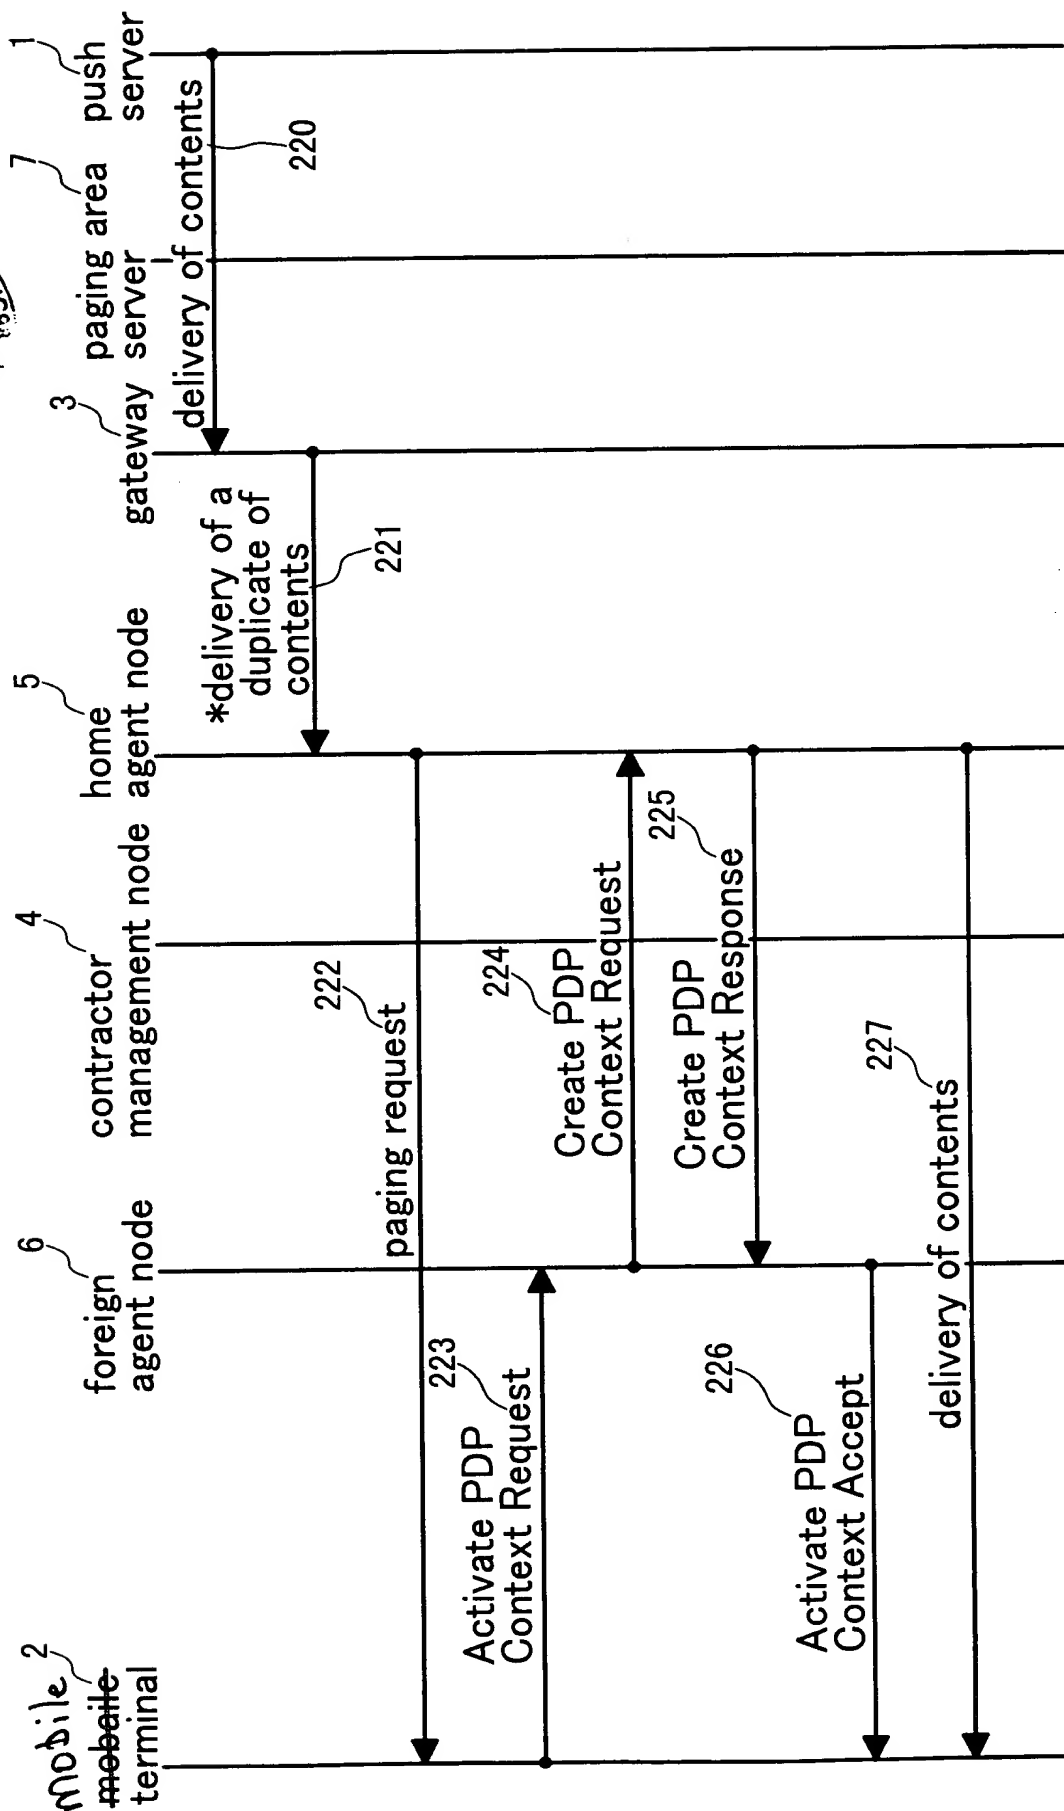 mobile
mobaile
terminal
2
foreign
agent node
6
contractor
management node
4
home
agent node
5
gateway
3
paging area
server
7
push
server
1
delivery of contents
220
*delivery of a
duplicate of
contents
221
222
paging request
223
Activate PDP
Context Request
224
Create PDP
Context Request
225
Create PDP
Context Response
226
Activate PDP
Context Accept
227
delivery of contents